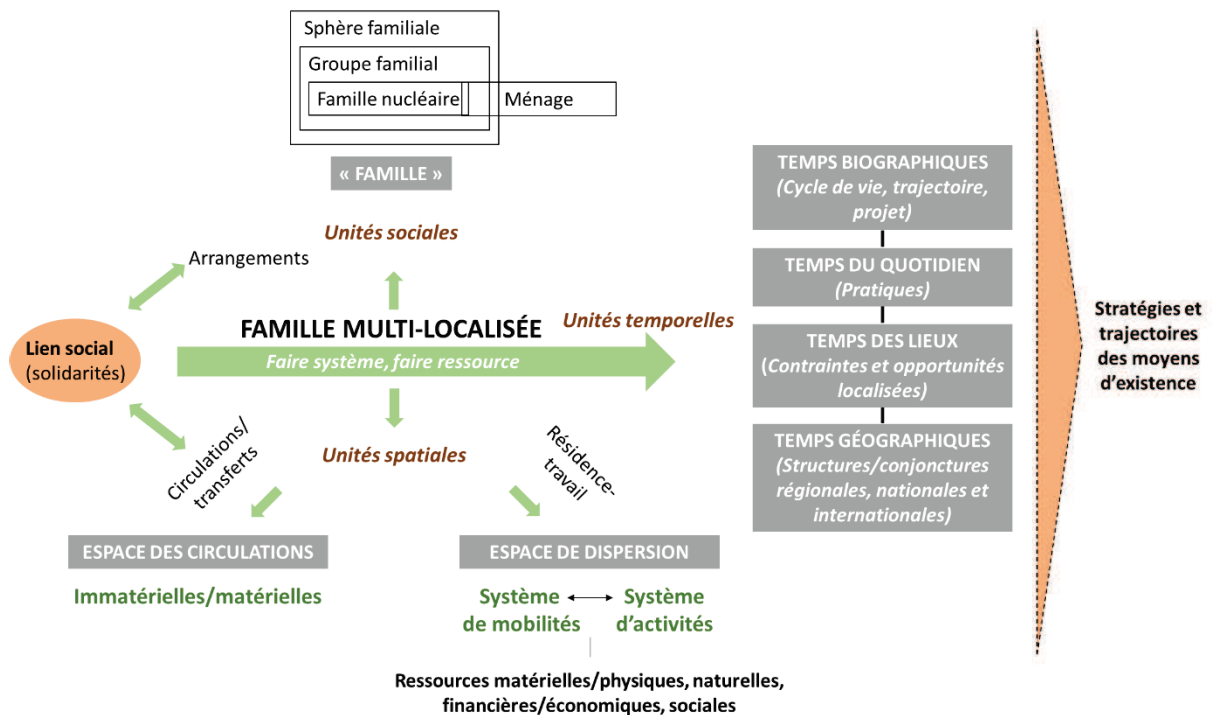 Sphère familiale
Groupe familial
Famille nucléaire
Ménage
« FAMILLE »
Unités sociales
Arrangements
Lien social
(solidarités)
FAMILLE MULTI-LOCALISÉE
Faire système, faire ressource
Unités temporelles
Circulations/
transferts
Unités spatiales
Résidence-
travail
ESPACE DES CIRCULATIONS
Immatérielles/matérielles
ESPACE DE DISPERSION
Système
de mobilités
Système
d’activités
Ressources matérielles/physiques, naturelles,
financières/économiques, sociales
TEMPS BIOGRAPHIQUES
(Cycle de vie, trajectoire,
projet)
TEMPS DU QUOTIDIEN
(Pratiques)
TEMPS DES LIEUX
(Contraintes et opportunités
localisées)
TEMPS GÉOGRAPHIQUES
(Structures/conjonctures
régionales, nationales et
internationales)
Stratégies et
trajectoires
des moyens
d’existence